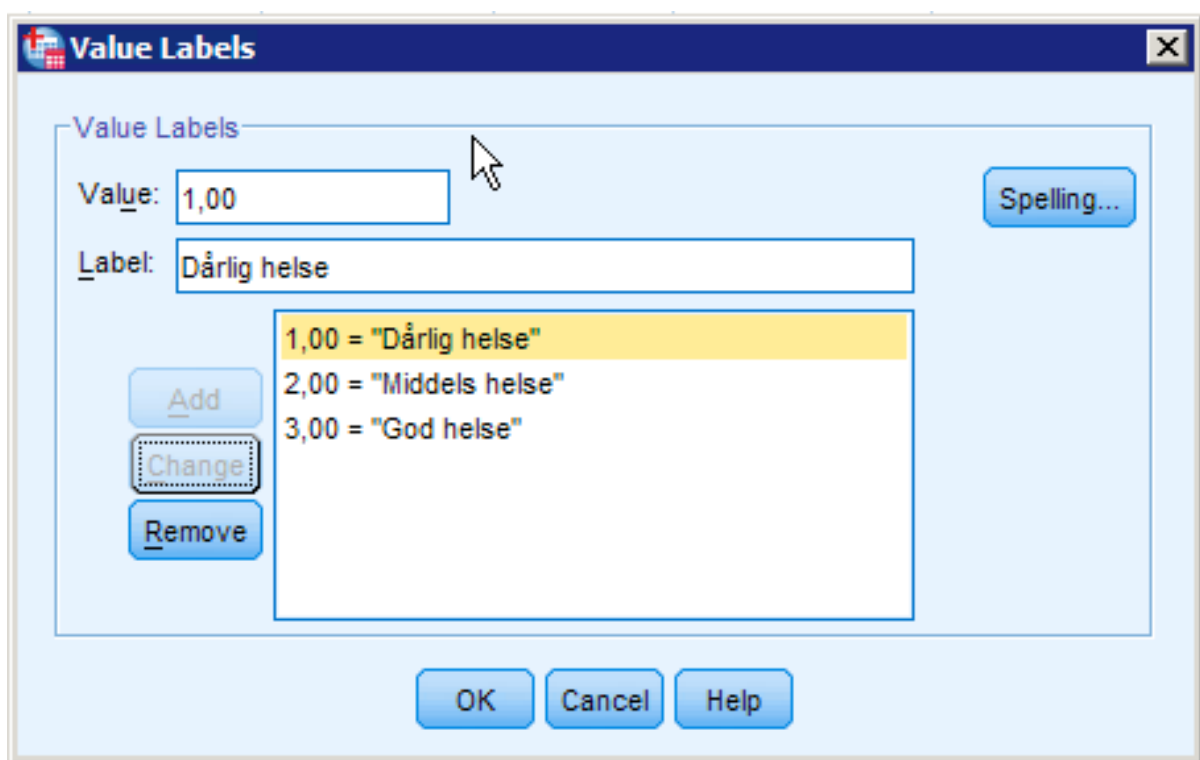 Value Labels
Value Labels
Value: 1,00
Spelling...
Label: Dårlig helse
1,00 = "Dårlig helse"
2,00 = "Middels helse"
3,00 = "God helse"
Add
Change
Remove
OK Cancel Help